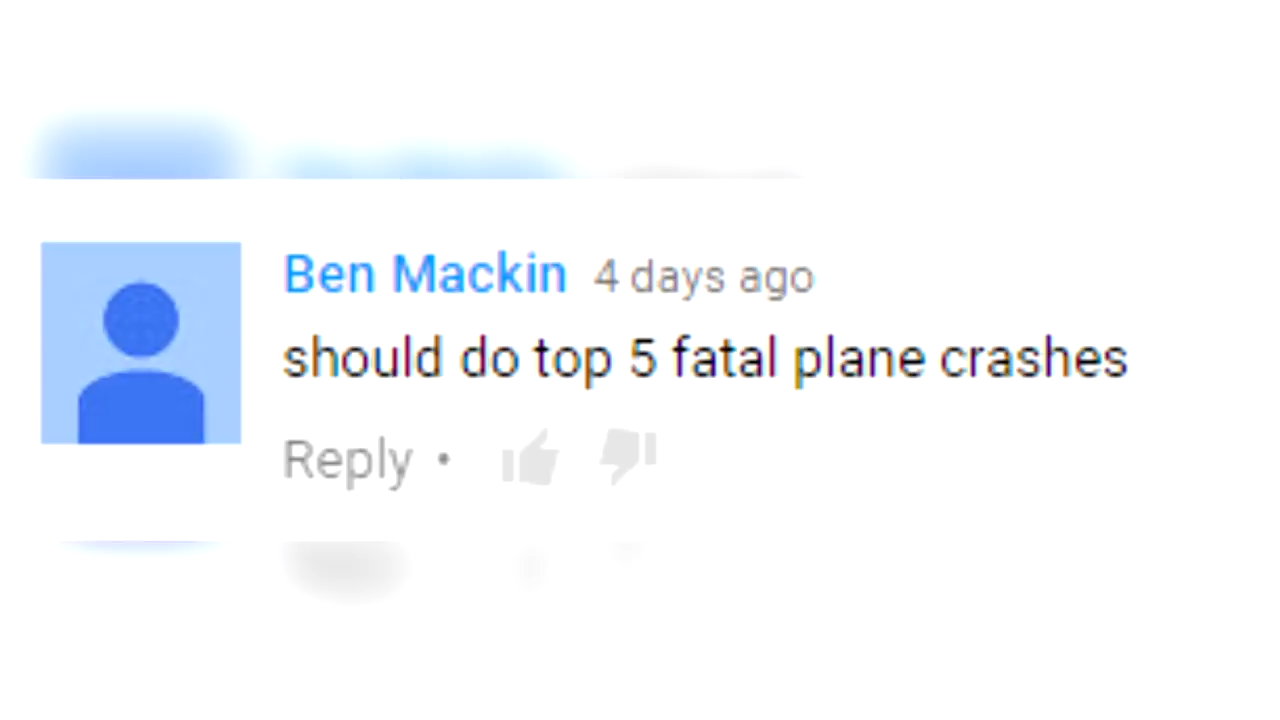 Ben Mackin 4 days ago
should do top 5 fatal plane crashes
Reply •